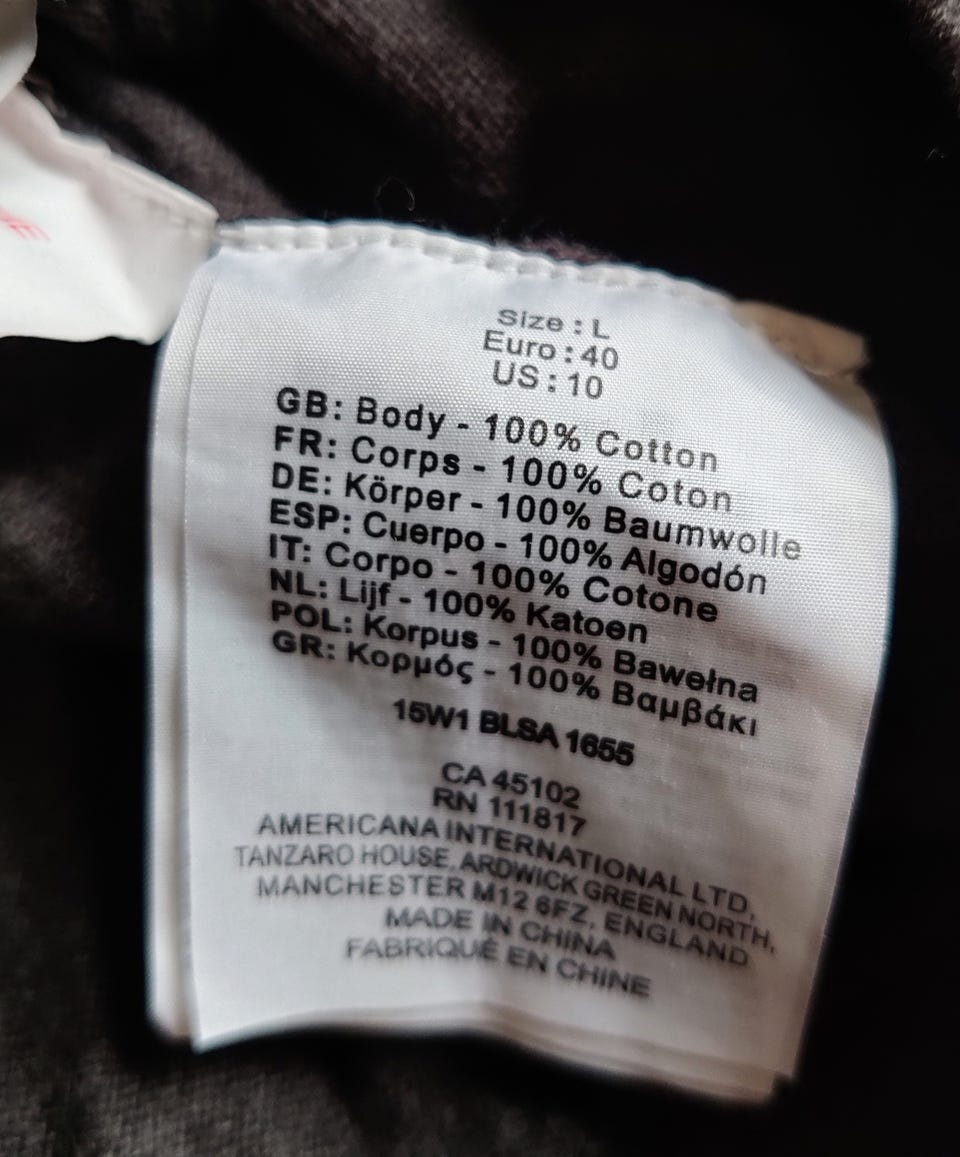 Size : L
Euro : 40
US : 10
GB: Body - 100% Cotton
FR: Corps - 100% Coton
DE: Körper - 100% Baumwolle
ESP: Cuerpo - 100% Algodón
IT: Corpo - 100% Cotone
NL: Lijf - 100% Katoen
POL: Korpus - 100% Bawełna
GR: Κορμός - 100% Βαμβάκι
15W1 BLSA 1655
CA 45102
RN 111817
AMERICANA INTERNATIONAL LTD,
TANZARO HOUSE, ARDWICK GREEN NORTH,
MANCHESTER M12 6FZ, ENGLAND
MADE IN CHINA
FABRIQUÉ EN CHINE